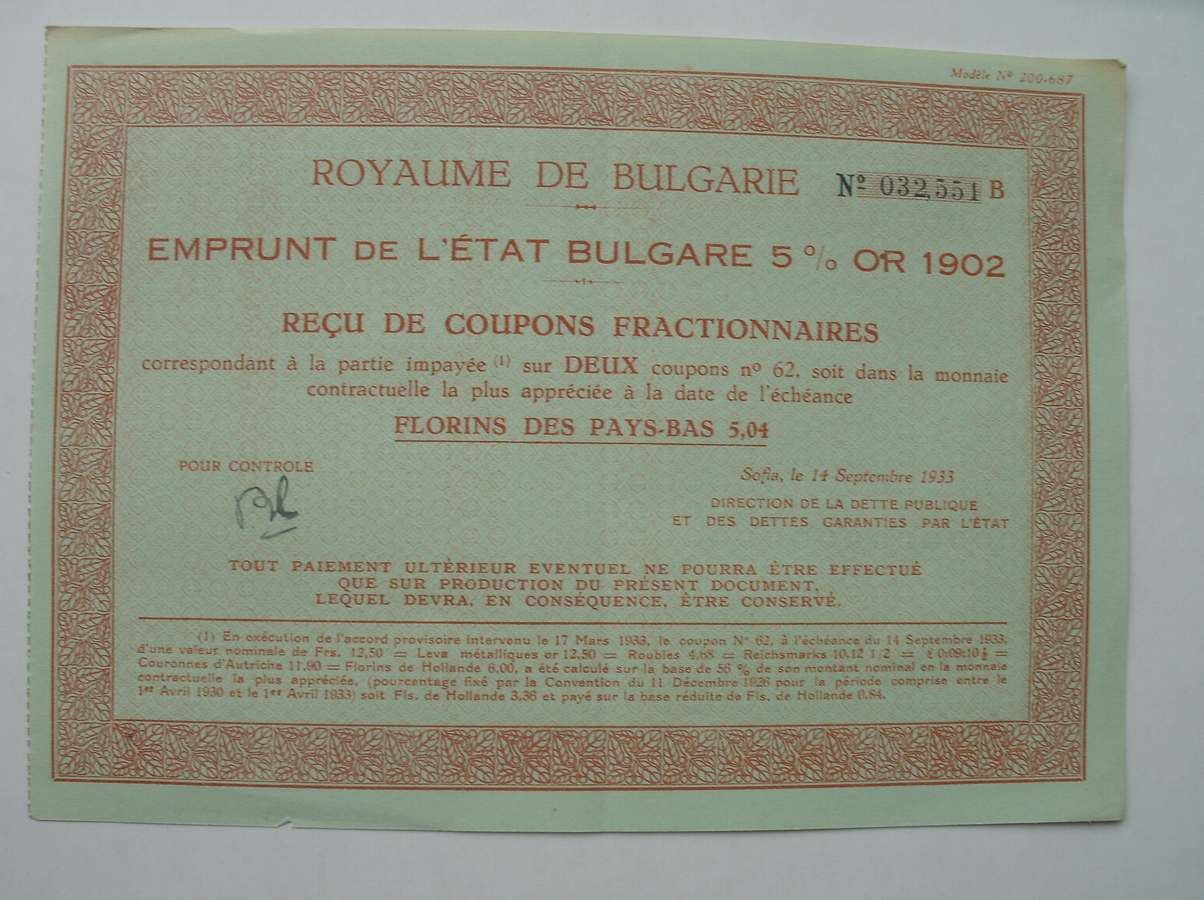 Modèle Nº 200-687
ROYAUME DE BULGARIE Nº 032,551 B
EMPRUNT DE L'ÉTAT BULGARE 5 % OR 1902
REÇU DE COUPONS FRACTIONNAIRES
correspondant à la partie impayée (1) sur DEUX coupons nº 62, soit dans la monnaie
contractuelle la plus appréciée à la date de l'échéance
FLORINS DES PAYS-BAS 5,04
POUR CONTROLE
Sofia, le 14 Septembre 1933
DIRECTION DE LA DETTE PUBLIQUE
ET DES DETTES GARANTIES PAR L'ÉTAT
TOUT PAIEMENT ULTÉRIEUR EVENTUEL NE POURRA ÊTRE EFFECTUÉ
QUE SUR PRODUCTION DU PRÉSENT DOCUMENT,
LEQUEL DEVRA, EN CONSÉQUENCE, ÊTRE CONSERVÉ.
(1) En exécution de l'accord provisoire intervenu le 17 Mars 1933, le coupon Nº 62, à l'échéance du 14 Septembre 1933,
d'une valeur nominale de Frs. 12,50 = Leva métalliques or 12,50 = Roubles 4,68 = Reichsmarks 10,12 1/2 = £ 0:09:10 ½ =
Couronnes d'Autriche 11,90 = Florins de Hollande 6,00, a été calculé sur la base de 56 % de son montant nominal en la monnaie
contractuelle la plus appréciée, (pourcentage fixé par la Convention du 11 Décembre 1926 pour la période comprise entre le
1er Avril 1930 et le 1er Avril 1933) soit Fls. de Hollande 3,36 et payé sur la base réduite de Fls. de Hollande 0,84.